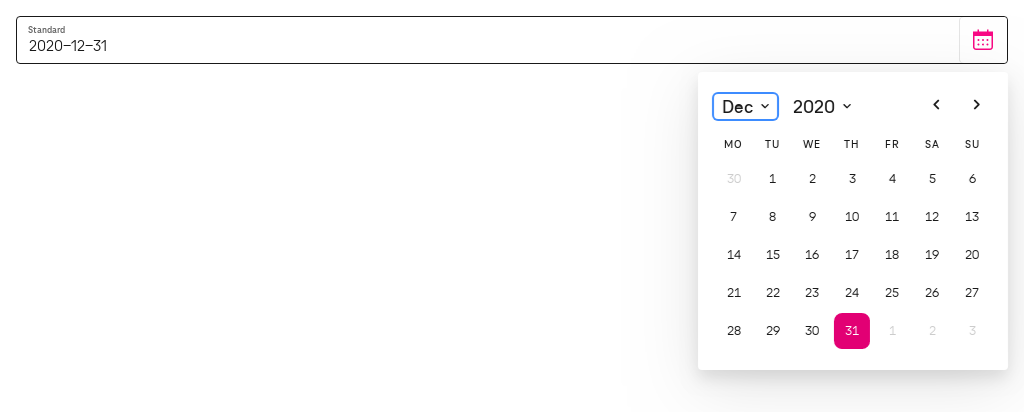 Standard
2020–12–31
Dec 2020
MO TU WE TH FR SA SU
30 1 2 3 4 5 6
7 8 9 10 11 12 13
14 15 16 17 18 19 20
21 22 23 24 25 26 27
28 29 30 31 1 2 3